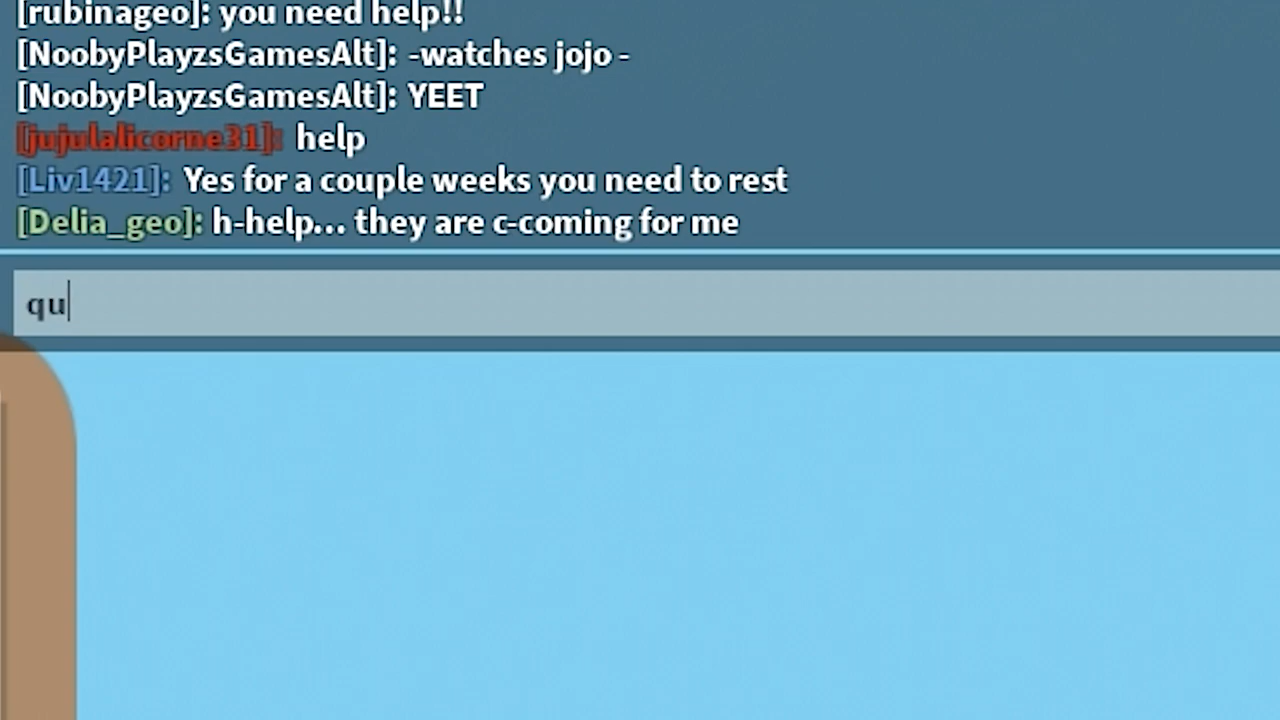 [rubinageo]: you need help!!
[NoobyPlayzsGamesAlt]: -watches jojo -
[NoobyPlayzsGamesAlt]: YEET
[jujulalicorne31]: help
[Liv1421]: Yes for a couple weeks you need to rest
[Delia_geo]: h-help... they are c-coming for me
qu